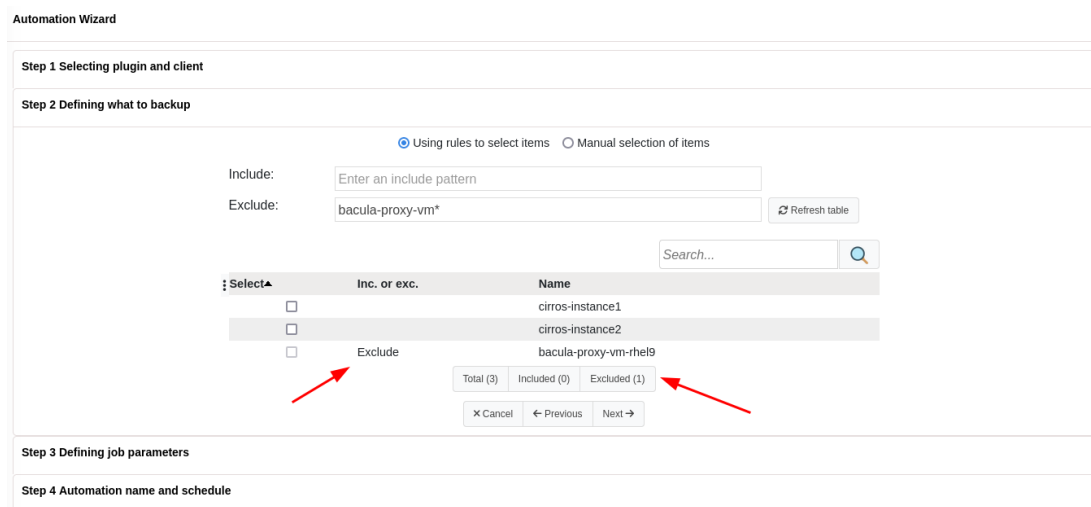 Automation Wizard
Step 1 Selecting plugin and client
Step 2 Defining what to backup
Using rules to select items Manual selection of items
Include: Enter an include pattern
Exclude: bacula-proxy-vm* Refresh table
Search...
Select Inc. or exc. Name
cirros-instance1
cirros-instance2
Exclude bacula-proxy-vm-rhel9
Total (3) Included (0) Excluded (1)
Cancel Previous Next
Step 3 Defining job parameters
Step 4 Automation name and schedule